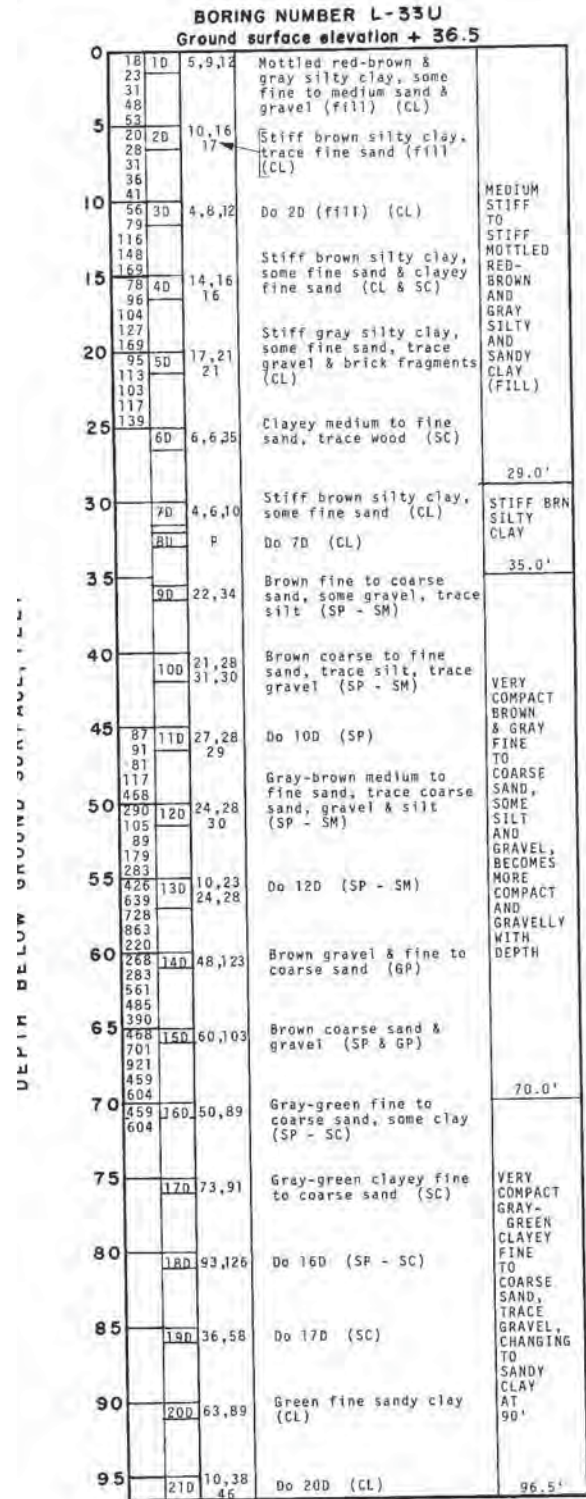 BORING NUMBER L-33U
Ground surface elevation + 36.5
0
18 1D 5,9,12 Mottled red-brown &
23 gray silty clay, some
31 fine to medium sand &
48 gravel (fill) (CL)
53
5
20 2D 10,16 Stiff brown silty clay,
28 17 trace fine sand (fill
31 (CL)
36
41
10
56 3D 4,8,12 Do 2D (fill) (CL)
79
116
148 Stiff brown silty clay,
169 some fine sand & clayey
15
78 4D 14,16 fine sand (CL & SC)
96 16
104
127 Stiff gray silty clay,
169 some fine sand, trace
20
95 5D 17,21 gravel & brick fragments
113 21 (CL)
103
117
139 Clayey medium to fine
25
6D 6,6,35 sand, trace wood (SC)
MEDIUM
STIFF
TO
STIFF
MOTTLED
RED-
BROWN
AND
GRAY
SILTY
AND
SANDY
CLAY
(FILL)
29.0'
30
Stiff brown silty clay,
7D 4,6,10 some fine sand (CL)
8U P Do 7D (CL)
STIFF BRN
SILTY
CLAY
35.0'
35
Brown fine to coarse
9D 22,34 sand, some gravel, trace
silt (SP - SM)
40
Brown coarse to fine
10D 21,28 sand, trace silt, trace
31,30 gravel (SP - SM)
45
87 11D 27,28 Do 10D (SP)
91 29
81
117 Gray-brown medium to
468 fine sand, trace coarse
50
290 12D 24,28 sand, gravel & silt
105 30 (SP - SM)
89
179
283
55
426 13D 10,23 Do 12D (SP - SM)
639 24,28
728
863
220
60
268 14D 48,123 Brown gravel & fine to
283 coarse sand (GP)
561
485
390
65
468 15D 60,103 Brown coarse sand &
701 gravel (SP & GP)
921
459
604
VERY
COMPACT
BROWN
& GRAY
FINE
TO
COARSE
SAND,
SOME
SILT
AND
GRAVEL,
BECOMES
MORE
COMPACT
AND
GRAVELLY
WITH
DEPTH
70.0'
70
459 16D 50,89 Gray-green fine to
604 coarse sand, some clay
(SP - SC)
75
17D 73,91 Gray-green clayey fine
to coarse sand (SC)
80
18D 93,126 Do 16D (SP - SC)
85
19D 36,58 Do 17D (SC)
90
20D 63,89 Green fine sandy clay
(CL)
95
21D 10,38 Do 20D (CL)
46
VERY
COMPACT
GRAY-
GREEN
CLAYEY
FINE
TO
COARSE
SAND,
TRACE
GRAVEL,
CHANGING
TO
SANDY
CLAY
AT
90'
96.5'
DEPTH BELOW GROUND SURFACE, FEET